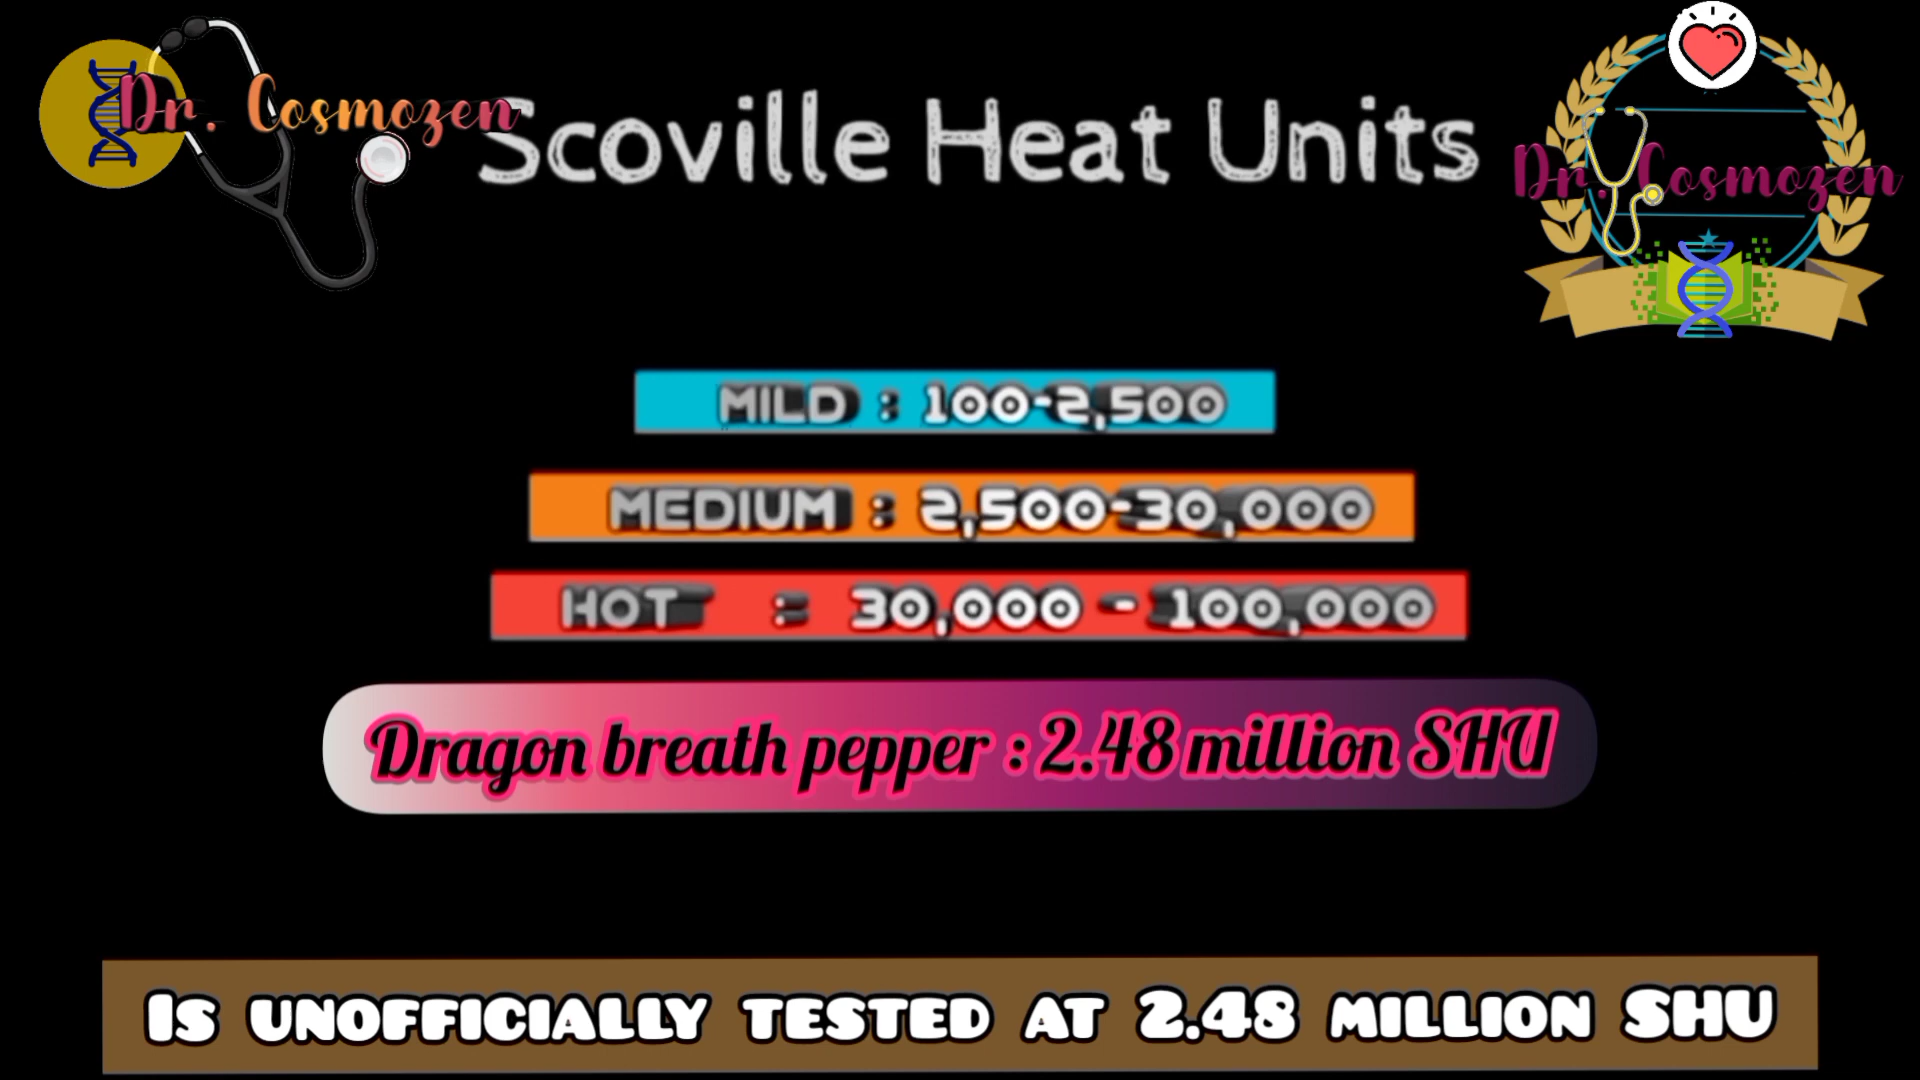 Dr. Cosmozen
Scoville Heat Units
Dr. Cosmozen
MILD : 100-2,500
MEDIUM : 2,500-30,000
HOT = 30,000 - 100,000
Dragon breath pepper : 2.48 million SHU
Is unofficially tested at 2.48 million SHU